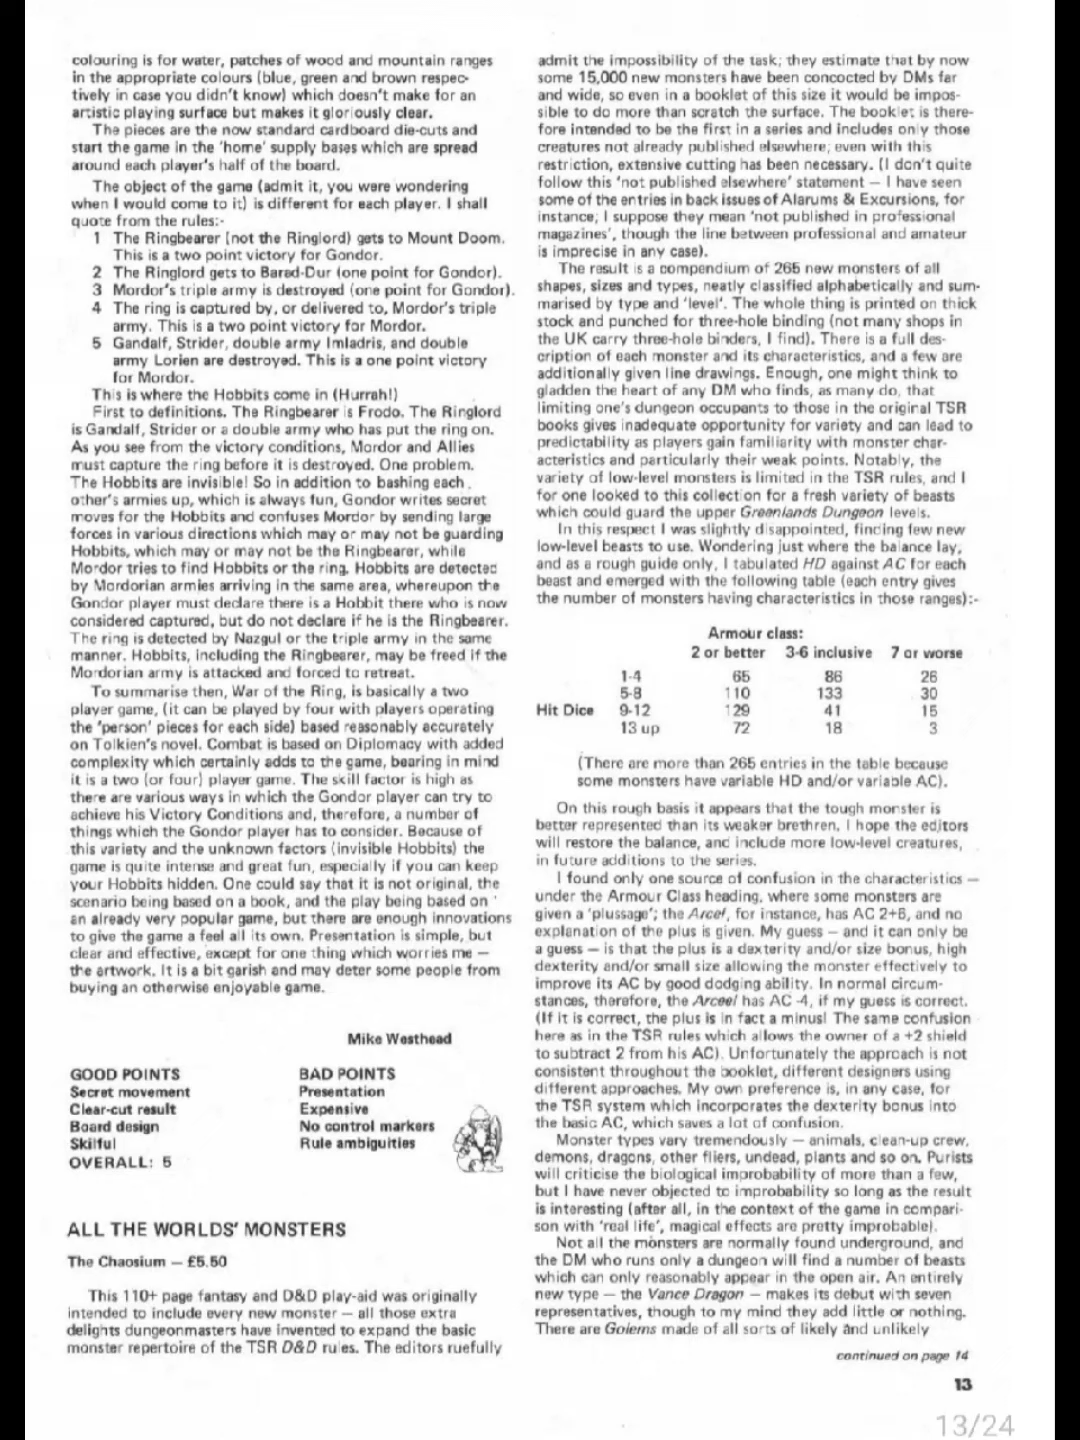 colouring is for water, patches of wood and mountain ranges
in the appropriate colours (blue, green and brown respec-
tively in case you didn't know) which doesn't make for an
artistic playing surface but makes it gloriously clear.
The pieces are the now standard cardboard die-cuts and
start the game in the 'home' supply bases which are spread
around each player's half of the board.
The object of the game (admit it, you were wondering
when I would come to it) is different for each player. I shall
quote from the rules:-
1 The Ringbearer (not the Ringlord) gets to Mount Doom.
This is a two point victory for Gondor.
2 The Ringlord gets to Barad-Dur (one point for Gondor).
3 Mordor's triple army is destroyed (one point for Gondor).
4 The ring is captured by, or delivered to, Mordor's triple
army. This is a two point victory for Mordor.
5 Gandalf, Strider, double army Imladris, and double
army Lorien are destroyed. This is a one point victory
for Mordor.
This is where the Hobbits come in (Hurrah!)
First to definitions. The Ringbearer is Frodo. The Ringlord
is Gandalf, Strider or a double army who has put the ring on.
As you see from the victory conditions, Mordor and Allies
must capture the ring before it is destroyed. One problem.
The Hobbits are invisible! So in addition to bashing each
other's armies up, which is always fun, Gondor writes secret
moves for the Hobbits and confuses Mordor by sending large
forces in various directions which may or may not be guarding
Hobbits, which may or may not be the Ringbearer, while
Mordor tries to find Hobbits or the ring. Hobbits are detected
by Mordorian armies arriving in the same area, whereupon the
Gondor player must declare there is a Hobbit there who is now
considered captured, but do not declare if he is the Ringbearer.
The ring is detected by Nazgul or the triple army in the same
manner. Hobbits, including the Ringbearer, may be freed if the
Mordorian army is attacked and forced to retreat.
To summarise then, War of the Ring, is basically a two
player game, (it can be played by four with players operating
the 'person' pieces for each side) based reasonably accurately
on Tolkien's novel. Combat is based on Diplomacy with added
complexity which certainly adds to the game, bearing in mind
it is a two (or four) player game. The skill factor is high as
there are various ways in which the Gondor player can try to
achieve his Victory Conditions and, therefore, a number of
things which the Gondor player has to consider. Because of
this variety and the unknown factors (invisible Hobbits) the
game is quite intense and great fun, especially if you can keep
your Hobbits hidden. One could say that it is not original, the
scenario being based on a book, and the play being based on
an already very popular game, but there are enough innovations
to give the game a feel all its own. Presentation is simple, but
clear and effective, except for one thing which worries me —
the artwork. It is a bit garish and may deter some people from
buying an otherwise enjoyable game.
Mike Westhead
GOOD POINTS
Secret movement
Clear-cut result
Board design
Skilful
OVERALL: 5
BAD POINTS
Presentation
Expensive
No control markers
Rule ambiguities
ALL THE WORLDS' MONSTERS
The Chaosium — £5.50
This 110+ page fantasy and D&D play-aid was originally
intended to include every new monster — all those extra
delights dungeonmasters have invented to expand the basic
monster repertoire of the TSR D&D rules. The editors ruefully
admit the impossibility of the task; they estimate that by now
some 15,000 new monsters have been concocted by DMs far
and wide, so even in a booklet of this size it would be impos-
sible to do more than scratch the surface. The booklet is there-
fore intended to be the first in a series and includes only those
creatures not already published elsewhere; even with this
restriction, extensive cutting has been necessary. (I don't quite
follow this 'not published elsewhere' statement — I have seen
some of the entries in back issues of Alarums & Excursions, for
instance; I suppose they mean 'not published in professional
magazines', though the line between professional and amateur
is imprecise in any case).
The result is a compendium of 265 new monsters of all
shapes, sizes and types, neatly classified alphabetically and sum-
marised by type and 'level'. The whole thing is printed on thick
stock and punched for three-hole binding (not many shops in
the UK carry three-hole binders, I find). There is a full des-
cription of each monster and its characteristics, and a few are
additionally given line drawings. Enough, one might think to
gladden the heart of any DM who finds, as many do, that
limiting one's dungeon occupants to those in the original TSR
books gives inadequate opportunity for variety and can lead to
predictability as players gain familiarity with monster char-
acteristics and particularly their weak points. Notably, the
variety of low-level monsters is limited in the TSR rules, and I
for one looked to this collection for a fresh variety of beasts
which could guard the upper Greenlands Dungeon levels.
In this respect I was slightly disappointed, finding few new
low-level beasts to use. Wondering just where the balance lay,
and as a rough guide only, I tabulated HD against AC for each
beast and emerged with the following table (each entry gives
the number of monsters having characteristics in those ranges):-
Armour class:
2 or better 3-6 inclusive 7 or worse
1-4 65 86 26
5-8 110 133 30
Hit Dice 9-12 129 41 15
13 up 72 18 3
(There are more than 265 entries in the table because
some monsters have variable HD and/or variable AC).
On this rough basis it appears that the tough monster is
better represented than its weaker brethren. I hope the editors
will restore the balance, and include more low-level creatures,
in future additions to the series.
I found only one source of confusion in the characteristics —
under the Armour Class heading, where some monsters are
given a 'plussage'; the Arcel, for instance, has AC 2+6, and no
explanation of the plus is given. My guess — and it can only be
a guess — is that the plus is a dexterity and/or size bonus, high
dexterity and/or small size allowing the monster effectively to
improve its AC by good dodging ability. In normal circum-
stances, therefore, the Arceel has AC -4, if my guess is correct.
(If it is correct, the plus is in fact a minus! The same confusion
here as in the TSR rules which allows the owner of a +2 shield
to subtract 2 from his AC). Unfortunately the approach is not
consistent throughout the booklet, different designers using
different approaches. My own preference is, in any case, for
the TSR system which incorporates the dexterity bonus into
the basic AC, which saves a lot of confusion.
Monster types vary tremendously — animals, clean-up crew,
demons, dragons, other fliers, undead, plants and so on. Purists
will criticise the biological improbability of more than a few,
but I have never objected to improbability so long as the result
is interesting (after all, in the context of the game in compari-
son with 'real life', magical effects are pretty improbable).
Not all the monsters are normally found underground, and
the DM who runs only a dungeon will find a number of beasts
which can only reasonably appear in the open air. An entirely
new type — the Vance Dragon — makes its debut with seven
representatives, though to my mind they add little or nothing.
There are Golems made of all sorts of likely and unlikely
continued on page 14
13
13/24